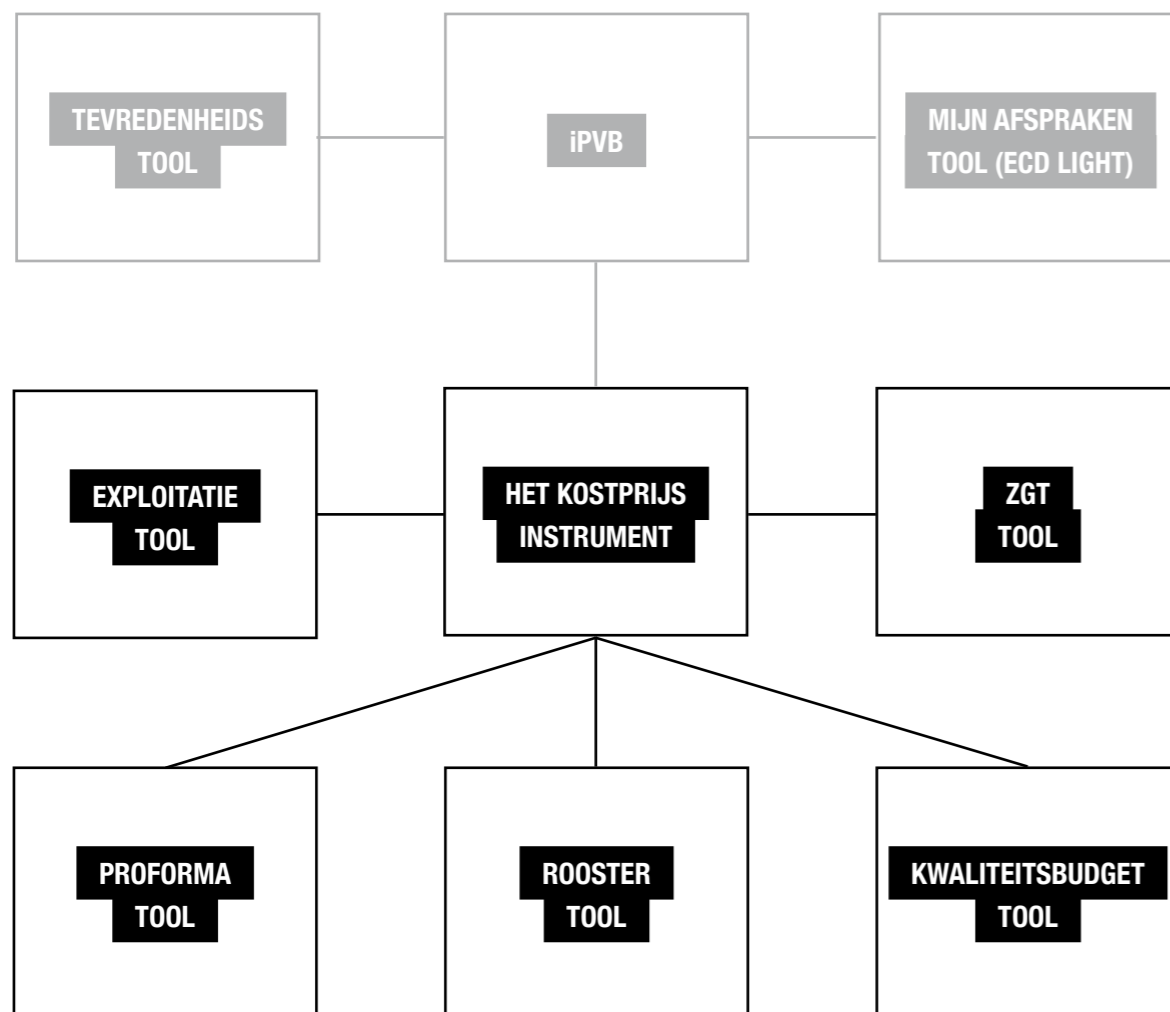 TEVREDENHEIDS
TOOL
iPVB
MIJN AFSPRAKEN
TOOL (ECD LIGHT)
EXPLOITATIE
TOOL
HET KOSTPRIJS
INSTRUMENT
ZGT
TOOL
PROFORMA
TOOL
ROOSTER
TOOL
KWALITEITSBUDGET
TOOL